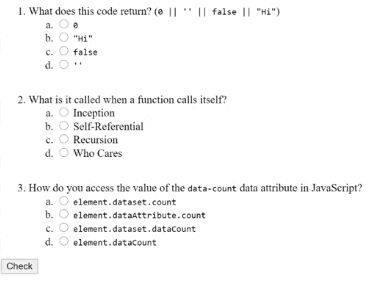 1. What does this code return? (0 || '' || false || "Hi")
a. 0
b. "Hi"
c. false
d. ''
2. What is it called when a function calls itself?
a. Inception
b. Self-Referential
c. Recursion
d. Who Cares
3. How do you access the value of the data-count data attribute in JavaScript?
a. element.dataset.count
b. element.dataAttribute.count
c. element.dataset.dataCount
d. element.dataCount
Check